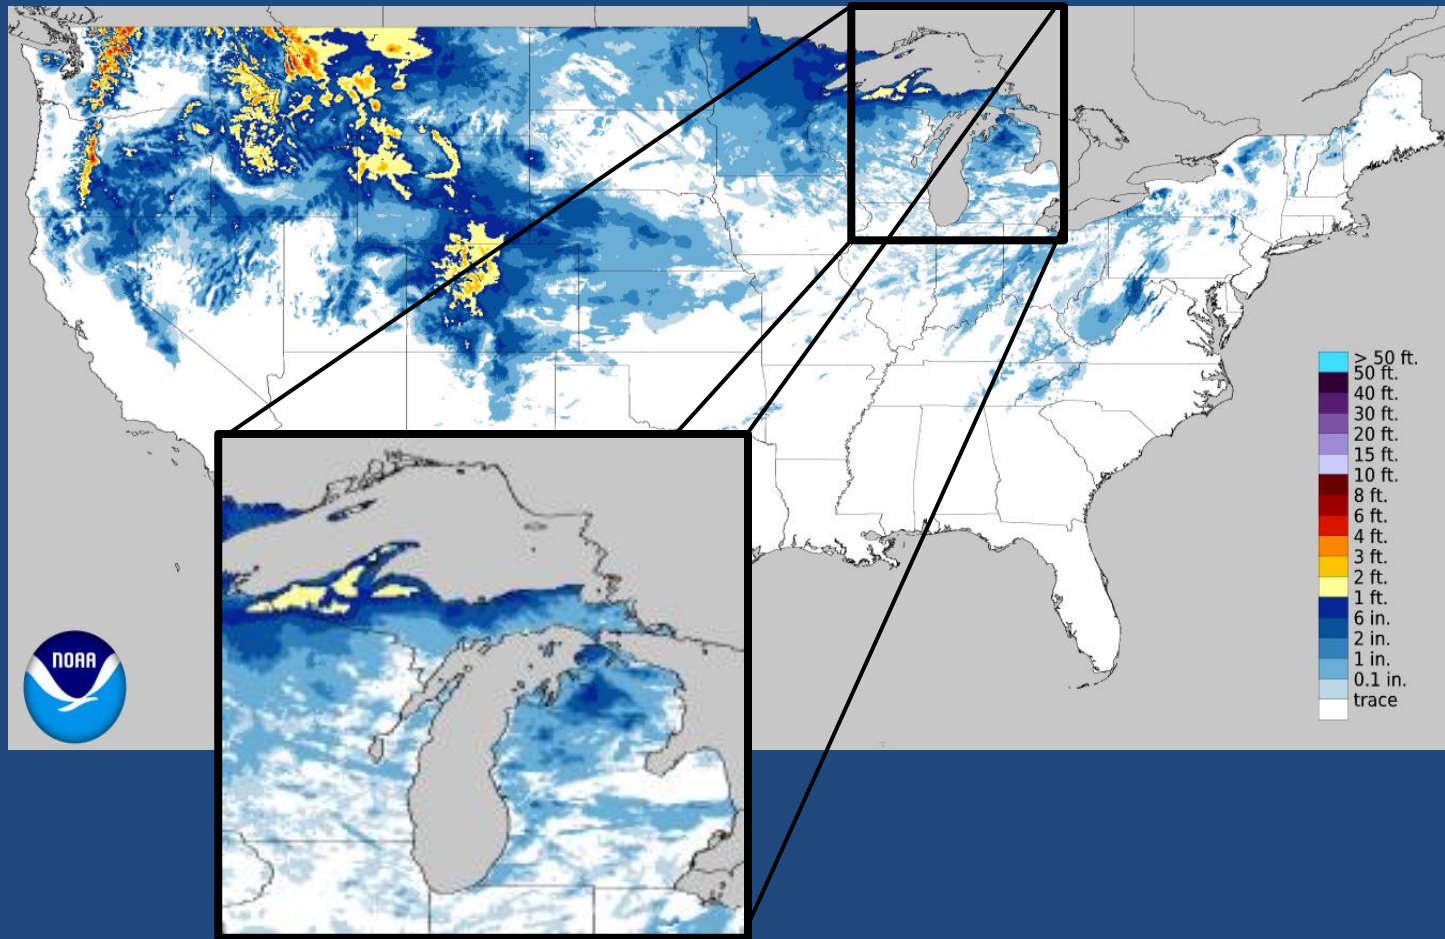 > 50 ft.
50 ft.
40 ft.
30 ft.
20 ft.
15 ft.
10 ft.
8 ft.
6 ft.
4 ft.
3 ft.
2 ft.
1 ft.
6 in.
2 in.
1 in.
0.1 in.
trace
NOAA